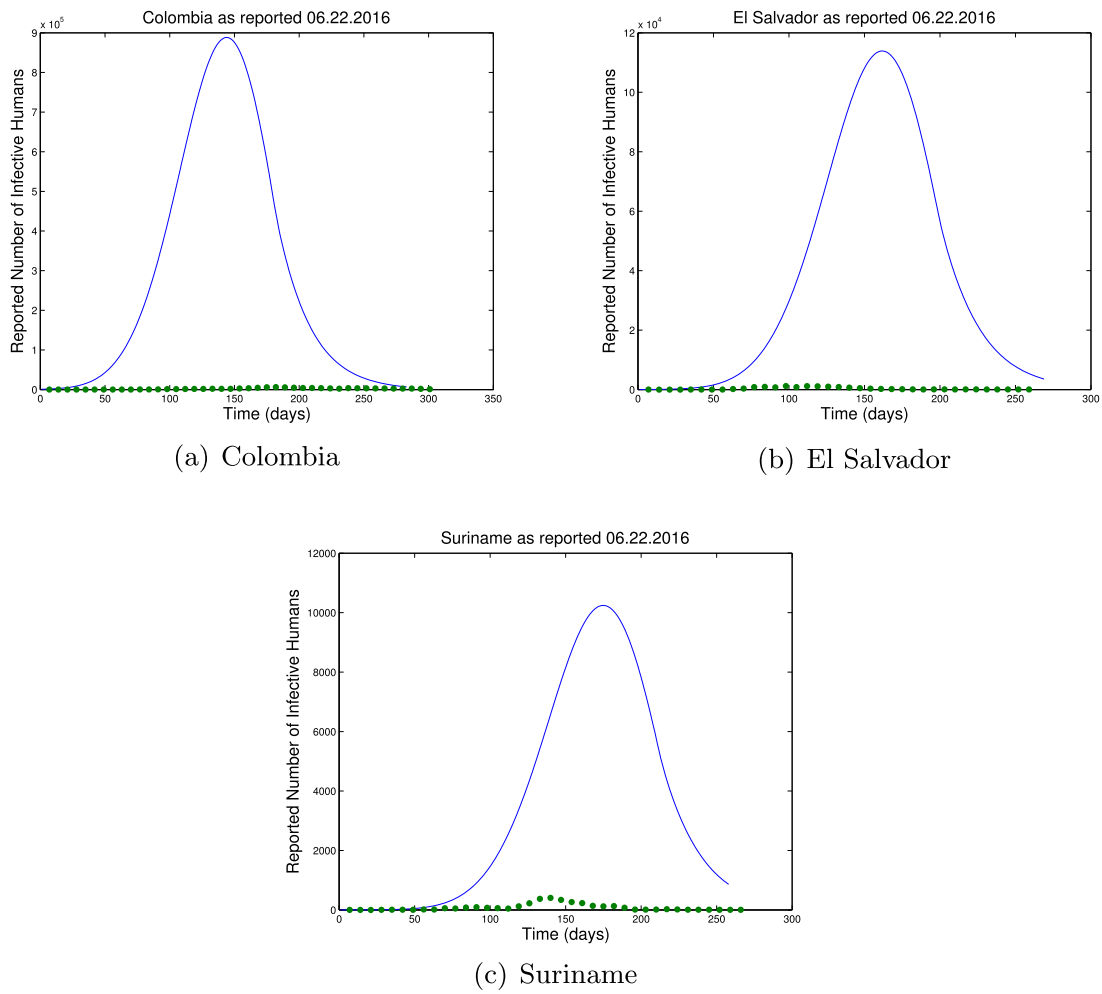 Colombia as reported 06.22.2016
x 10^5
9
8
7
6
5
4
3
2
1
0
Reported Number of Infective Humans
0 50 100 150 200 250 300 350
Time (days)
(a) Colombia
El Salvador as reported 06.22.2016
x 10^4
12
10
8
6
4
2
0
Reported Number of Infective Humans
0 50 100 150 200 250 300
Time (days)
(b) El Salvador
Suriname as reported 06.22.2016
12000
10000
8000
6000
4000
2000
0
Reported Number of Infective Humans
0 50 100 150 200 250 300
Time (days)
(c) Suriname